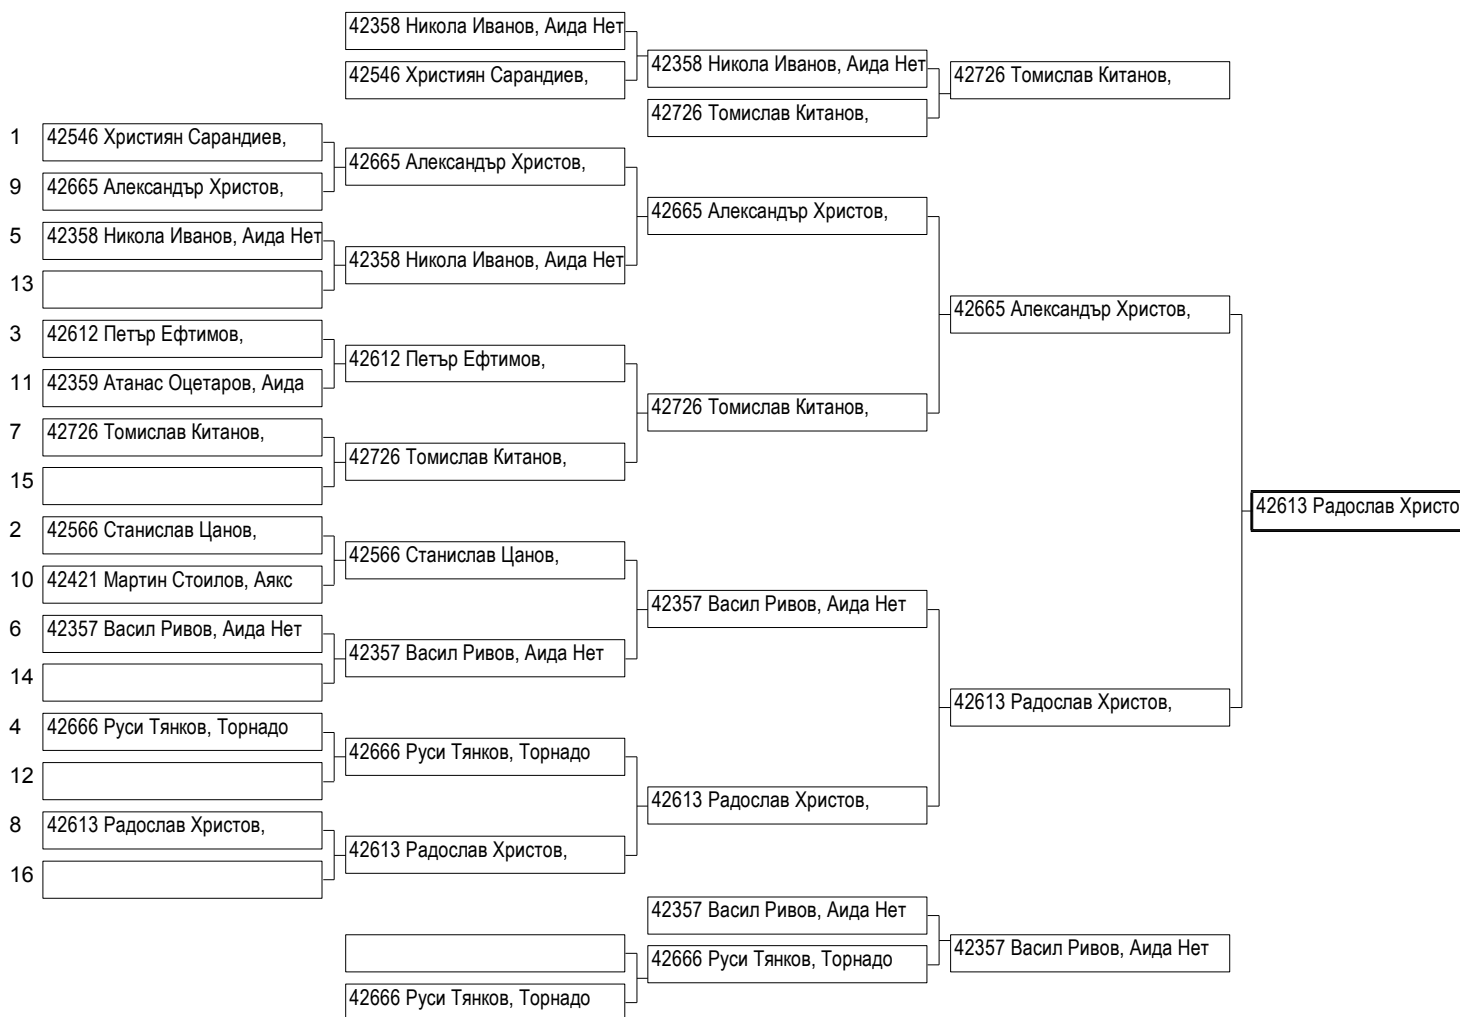 42358 Никола Иванов, Аида Нет
42546 Християн Сарандиев,
42358 Никола Иванов, Аида Нет
42726 Томислав Китанов,
42726 Томислав Китанов,
1 42546 Християн Сарандиев,
9 42665 Александър Христов,
5 42358 Никола Иванов, Аида Нет
13
3 42612 Петър Ефтимов,
11 42359 Атанас Оцетаров, Аида
7 42726 Томислав Китанов,
15
2 42566 Станислав Цанов,
10 42421 Мартин Стоилов, Аякс
6 42357 Васил Ривов, Аида Нет
14
4 42666 Руси Тянков, Торнадо
12
8 42613 Радослав Христов,
16
42665 Александър Христов,
42358 Никола Иванов, Аида Нет
42612 Петър Ефтимов,
42726 Томислав Китанов,
42566 Станислав Цанов,
42357 Васил Ривов, Аида Нет
42666 Руси Тянков, Торнадо
42613 Радослав Христов,
42665 Александър Христов,
42726 Томислав Китанов,
42357 Васил Ривов, Аида Нет
42613 Радослав Христов,
42665 Александър Христов,
42613 Радослав Христов,
42613 Радослав Христо
42666 Руси Тянков, Торнадо
42357 Васил Ривов, Аида Нет
42666 Руси Тянков, Торнадо
42357 Васил Ривов, Аида Нет